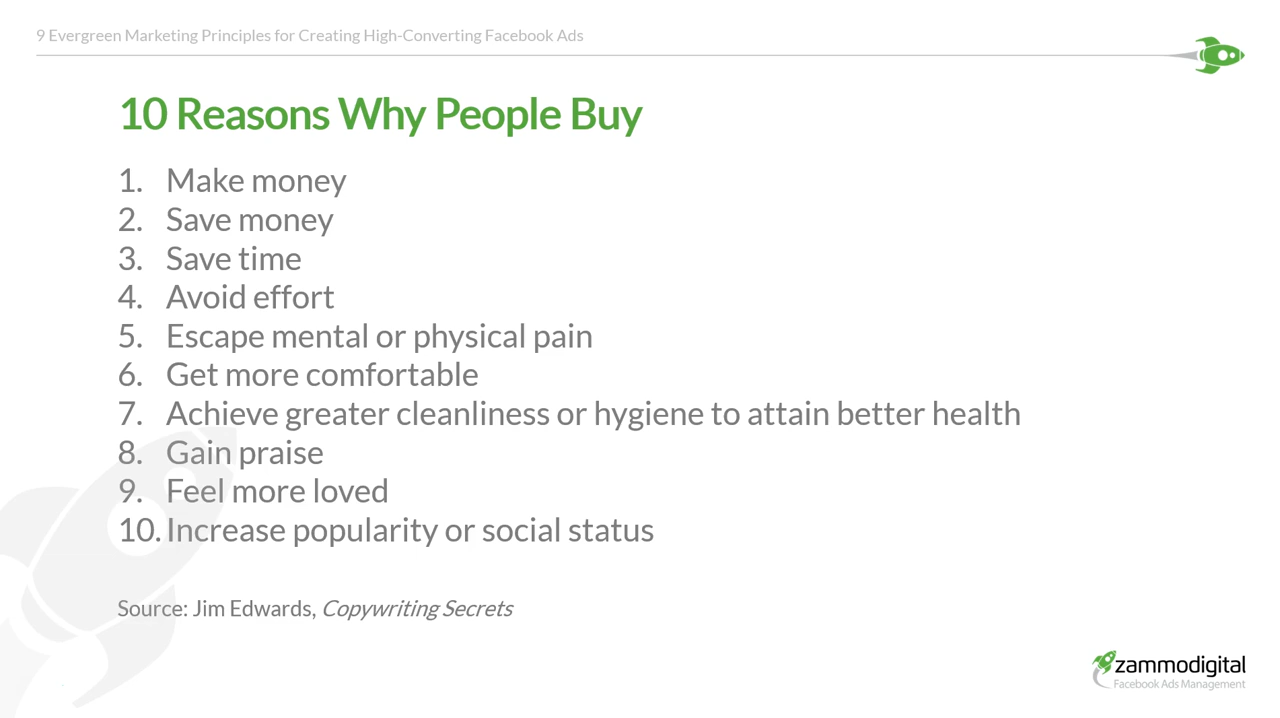 9 Evergreen Marketing Principles for Creating High-Converting Facebook Ads
10 Reasons Why People Buy
1. Make money
2. Save money
3. Save time
4. Avoid effort
5. Escape mental or physical pain
6. Get more comfortable
7. Achieve greater cleanliness or hygiene to attain better health
8. Gain praise
9. Feel more loved
10. Increase popularity or social status
Source: Jim Edwards, Copywriting Secrets
zammodigital
Facebook Ads Management